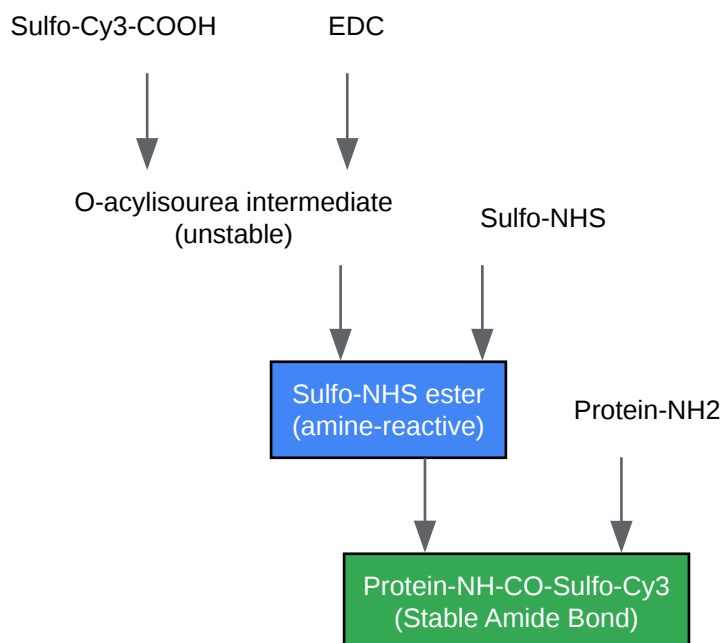 Sulfo-Cy3-COOH
EDC
O-acylisourea intermediate
(unstable)
Sulfo-NHS
Sulfo-NHS ester
(amine-reactive)
Protein-NH2
Protein-NH-CO-Sulfo-Cy3
(Stable Amide Bond)